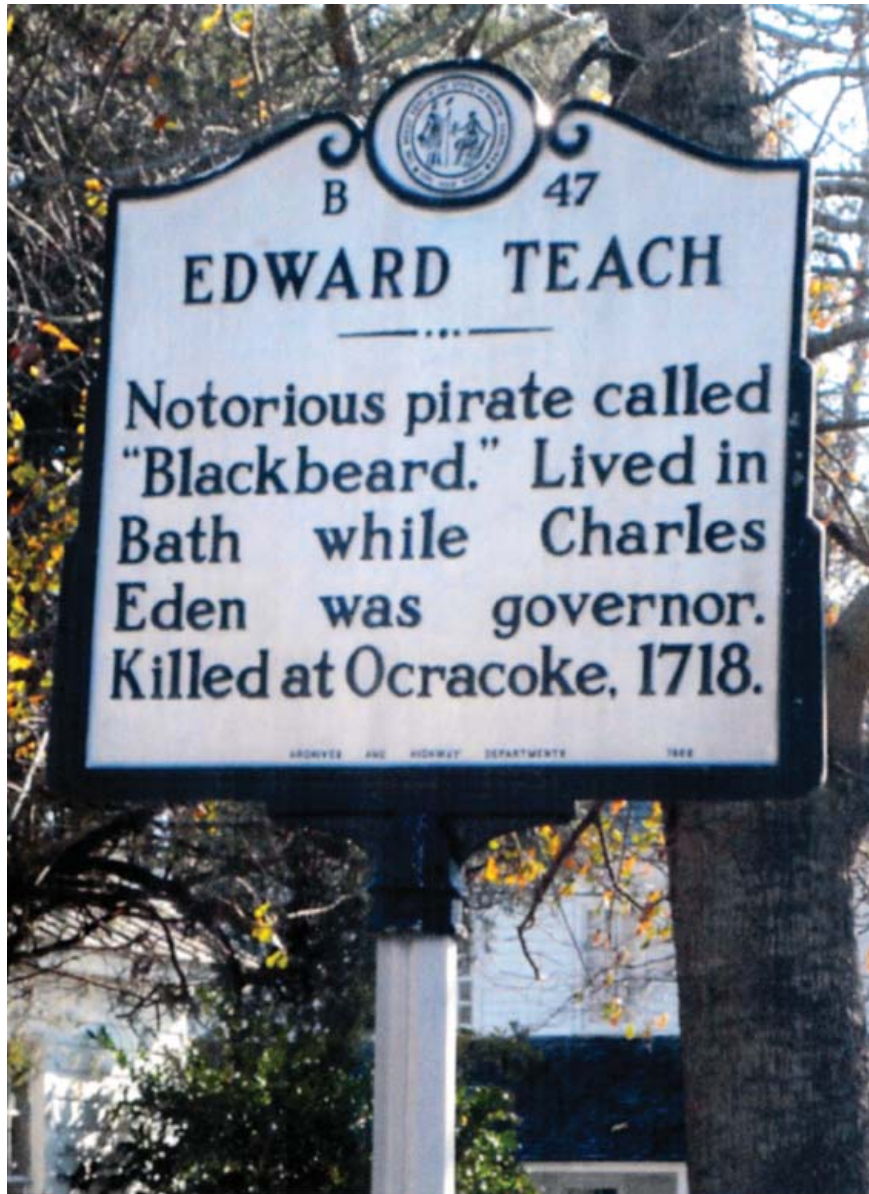 B 47
EDWARD TEACH
Notorious pirate called
“Blackbeard.” Lived in
Bath while Charles
Eden was governor.
Killed at Ocracoke, 1718.
ARCHIVES AND HIGHWAY DEPARTMENTS